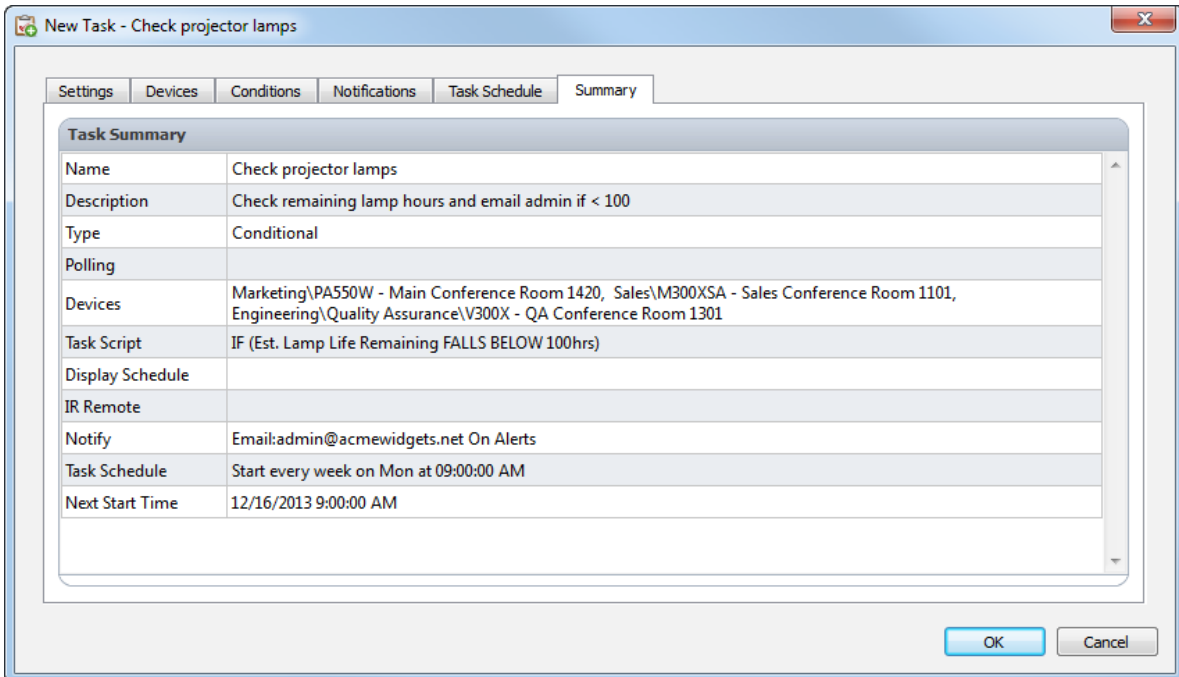 New Task - Check projector lamps
Settings Devices Conditions Notifications Task Schedule Summary
Task Summary
Name Check projector lamps
Description Check remaining lamp hours and email admin if < 100
Type Conditional
Polling
Devices Marketing\PA550W - Main Conference Room 1420, Sales\M300XSA - Sales Conference Room 1101,
Engineering\Quality Assurance\V300X - QA Conference Room 1301
Task Script IF (Est. Lamp Life Remaining FALLS BELOW 100hrs)
Display Schedule
IR Remote
Notify Email:admin@acmewidgets.net On Alerts
Task Schedule Start every week on Mon at 09:00:00 AM
Next Start Time 12/16/2013 9:00:00 AM
OK Cancel